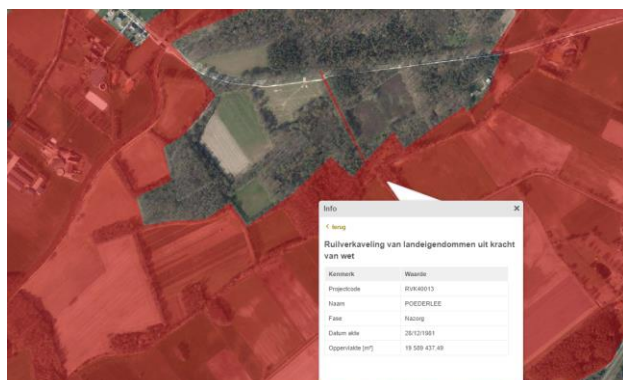 Info
×
< terug
Ruilverkaveling van landeigendommen uit kracht
van wet
Kenmerk Waarde
Projectcode RVK40013
Naam POEDERLEE
Fase Nazorg
Datum akte 28/12/1981
Oppervlakte [m²] 19 589 437.49